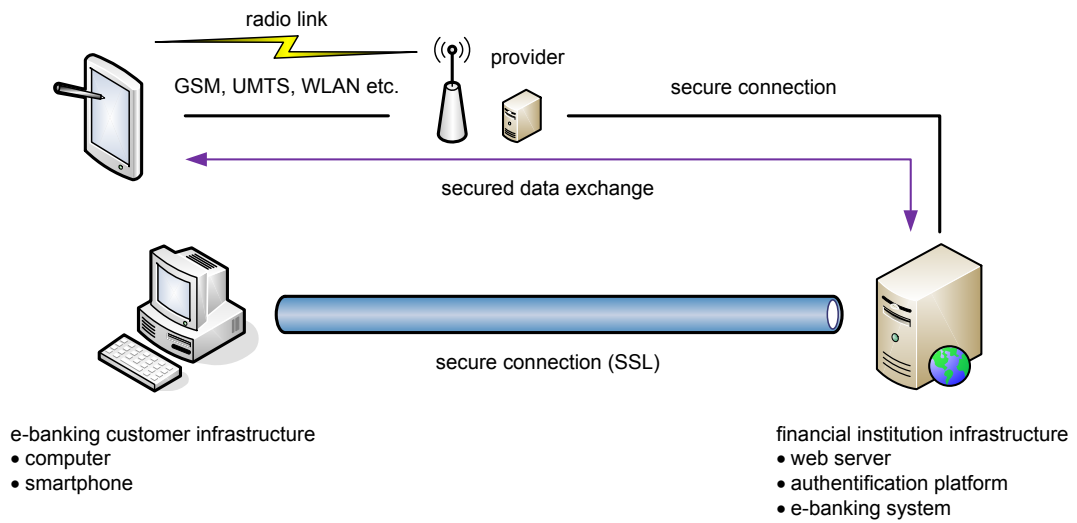 radio link
provider
GSM, UMTS, WLAN etc.
secure connection
secured data exchange
secure connection (SSL)
e-banking customer infrastructure
• computer
• smartphone
financial institution infrastructure
• web server
• authentification platform
• e-banking system